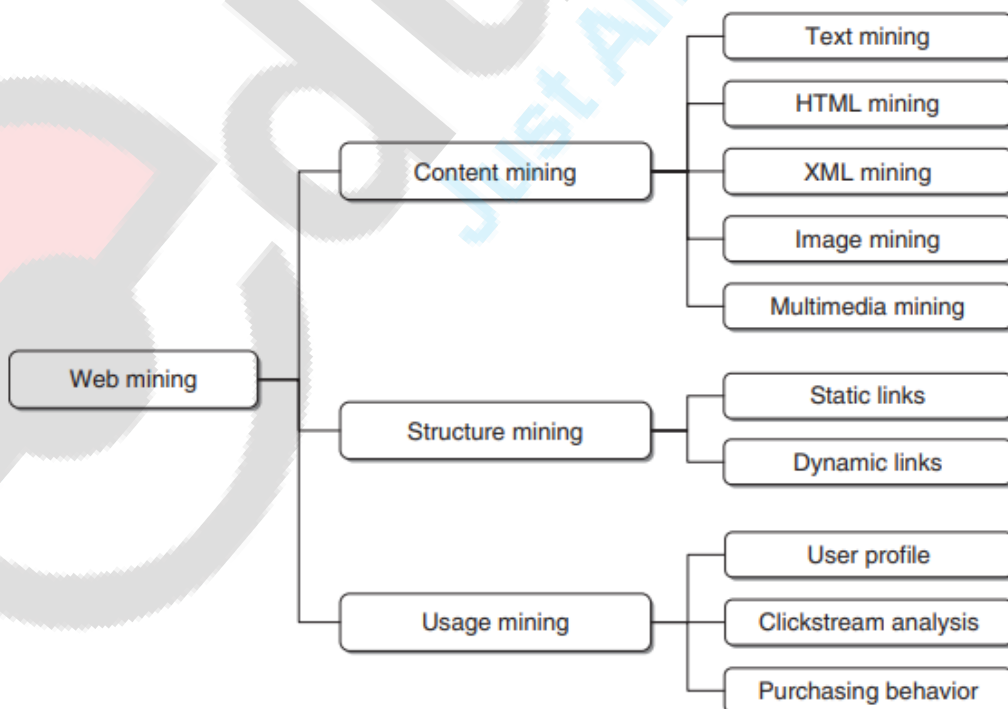 Web mining
Content mining
Text mining
HTML mining
XML mining
Image mining
Multimedia mining
Structure mining
Static links
Dynamic links
Usage mining
User profile
Clickstream analysis
Purchasing behavior
Just